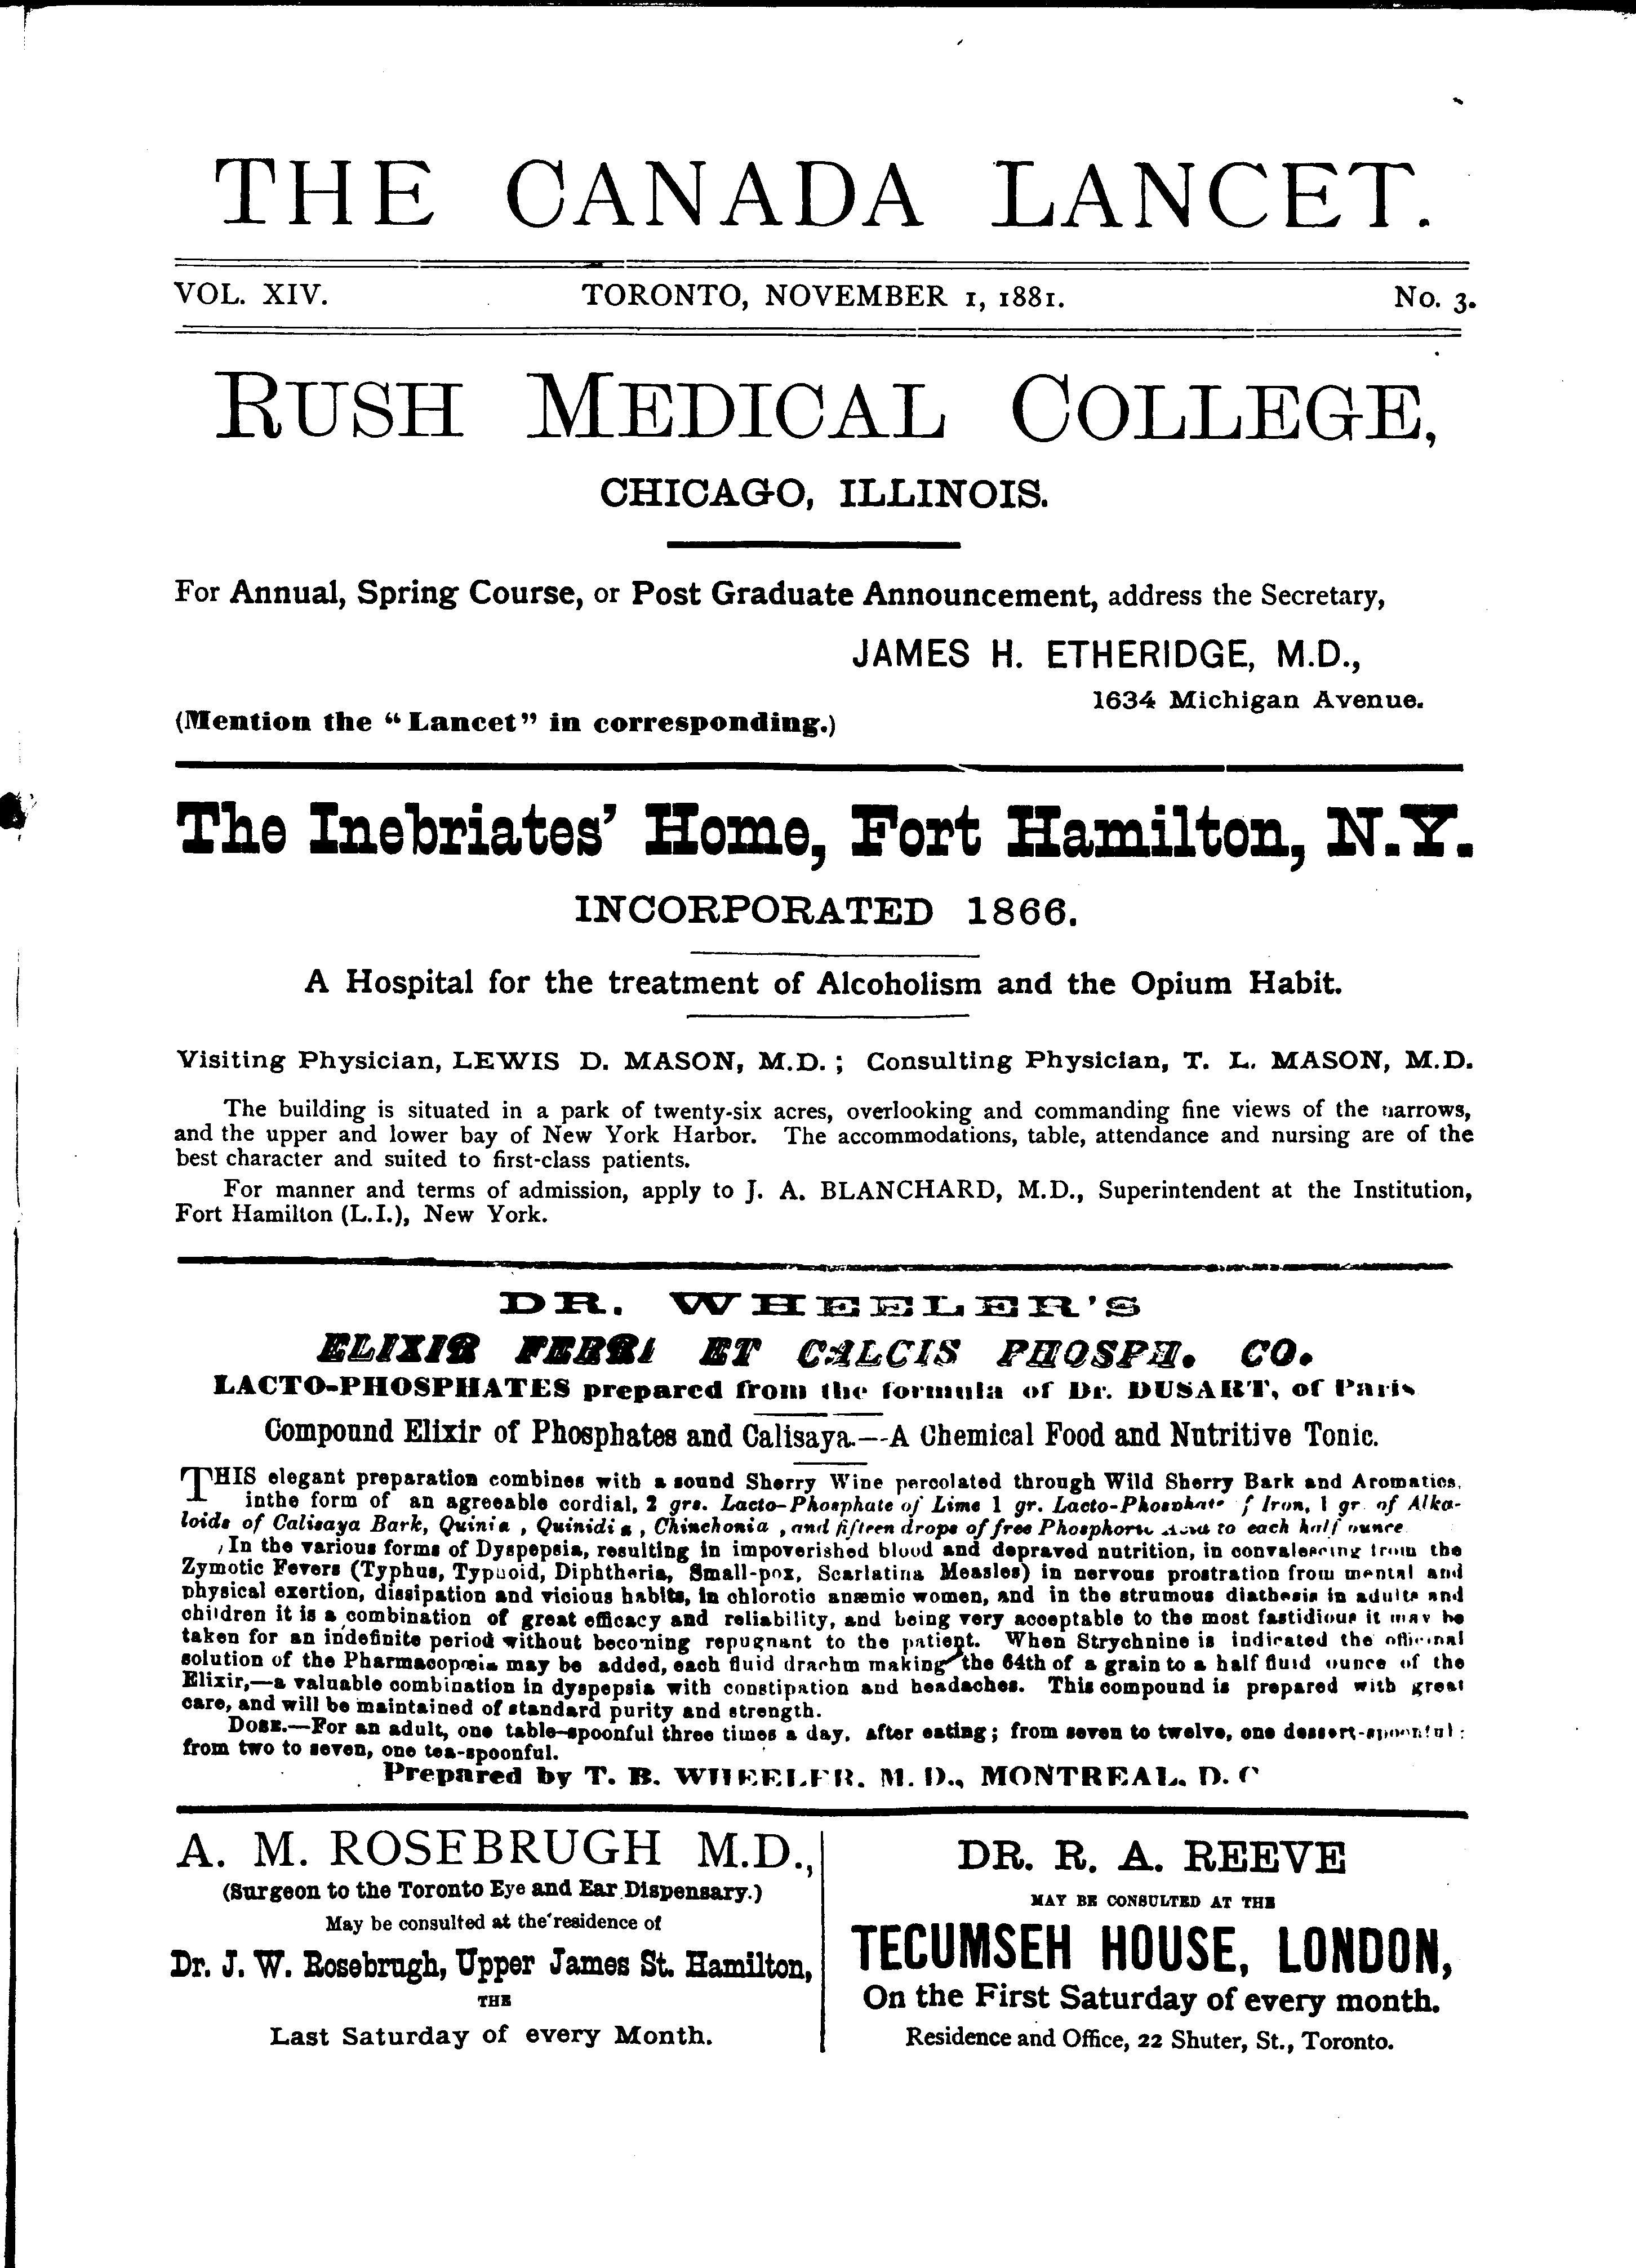 THE CANADA LANCET.
VOL. XIV. TORONTO, NOVEMBER 1, 1881. No. 3.
RUSH MEDICAL COLLEGE,
CHICAGO, ILLINOIS.
For Annual, Spring Course, or Post Graduate Announcement, address the Secretary,
JAMES H. ETHERIDGE, M.D.,
1634 Michigan Avenue.
(Mention the "Lancet" in corresponding.)
The Inebriates' Home, Fort Hamilton, N.Y.
INCORPORATED 1866.
A Hospital for the treatment of Alcoholism and the Opium Habit.
Visiting Physician, LEWIS D. MASON, M.D.; Consulting Physician, T. L. MASON, M.D.
The building is situated in a park of twenty-six acres, overlooking and commanding fine views of the narrows,
and the upper and lower bay of New York Harbor. The accommodations, table, attendance and nursing are of the
best character and suited to first-class patients.
For manner and terms of admission, apply to J. A. BLANCHARD, M.D., Superintendent at the Institution,
Fort Hamilton (L.I.), New York.
DR. WHEELER'S
ELIXIR FERRI ET CALCIS PHOSPH. CO.
LACTO-PHOSPHATES prepared from the formula of Dr. DUSART, of Paris
Compound Elixir of Phosphates and Calisaya.—A Chemical Food and Nutritive Tonic.
THIS elegant preparation combines with a sound Sherry Wine percolated through Wild Sherry Bark and Aromatics,
inthe form of an agreeable cordial, 2 grs. Lacto-Phosphate of Lime 1 gr. Lacto-Phosphate of Iron, 1 gr. of Alka-
loids of Calisaya Bark, Quinia, Quinidia, Chinchonia, and fifteen drops of free Phosphoric Acid to each half ounce
In the various forms of Dyspepsia, resulting in impoverished blood and depraved nutrition, in convalescing from the
Zymotic Fevers (Typhus, Typhoid, Diphtheria, Small-pox, Scarlatina Measles) in nervous prostration from mental and
physical exertion, dissipation and vicious habits, in chlorotic anæmic women, and in the strumous diathesis in adults and
children it is a combination of great efficacy and reliability, and being very acceptable to the most fastidious it may be
taken for an indefinite period without becoming repugnant to the patient. When Strychnine is indicated the officinal
solution of the Pharmacopœia may be added, each fluid drachm making the 64th of a grain to a half fluid ounce of the
Elixir,—a valuable combination in dyspepsia with constipation and headaches. This compound is prepared with great
care, and will be maintained of standard purity and strength.
DOSE.—For an adult, one table-spoonful three times a day, after eating; from seven to twelve, one dessert-spoonful;
from two to seven, one tea-spoonful.
Prepared by T. B. WHEELER, M. D., MONTREAL, D. C
A. M. ROSEBRUGH M.D.,
(Surgeon to the Toronto Eye and Ear Dispensary.)
May be consulted at the residence of
Dr. J. W. Rosebrugh, Upper James St. Hamilton,
THE
Last Saturday of every Month.
DR. R. A. REEVE
MAY BE CONSULTED AT THE
TECUMSEH HOUSE, LONDON,
On the First Saturday of every month.
Residence and Office, 22 Shuter, St., Toronto.